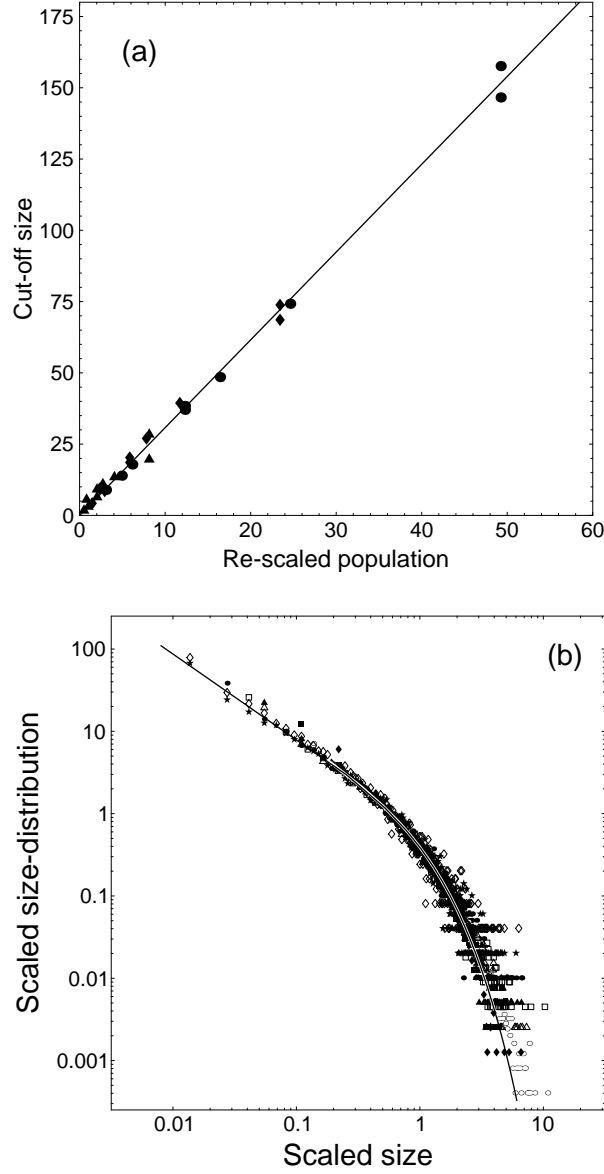 175
(a)
150
125
Cut-off size
100
75
50
25
0
0 10 20 30 40 50 60
Re-scaled population
100
(b)
10
Scaled size-distribution
1
0.1
0.01
0.001
0.01 0.1 1 10
Scaled size